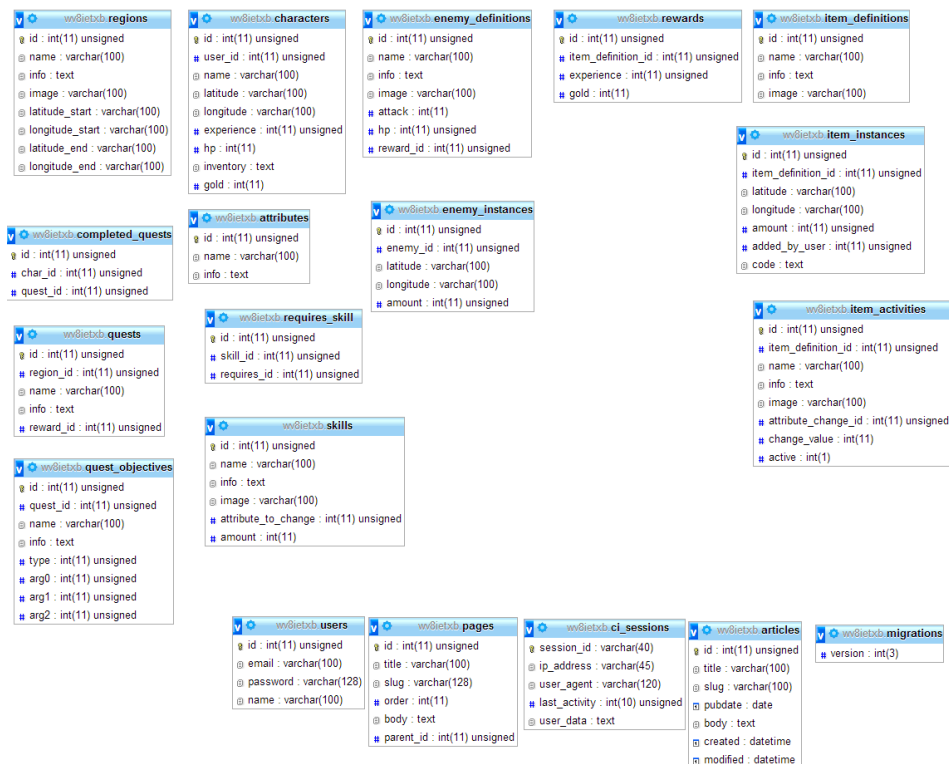 v wv8ietxb regions
id : int(11) unsigned
name : varchar(100)
info : text
image : varchar(100)
latitude_start : varchar(100)
longitude_start : varchar(100)
latitude_end : varchar(100)
longitude_end : varchar(100)
v wv8ietxb characters
id : int(11) unsigned
# user_id : int(11) unsigned
name : varchar(100)
latitude : varchar(100)
longitude : varchar(100)
# experience : int(11) unsigned
# hp : int(11)
inventory : text
# gold : int(11)
v wv8ietxb enemy_definitions
id : int(11) unsigned
name : varchar(100)
info : text
image : varchar(100)
# attack : int(11)
# hp : int(11) unsigned
# reward_id : int(11) unsigned
v wv8ietxb rewards
id : int(11) unsigned
# item_definition_id : int(11) unsigned
# experience : int(11) unsigned
# gold : int(11)
v wv8ietxb item_definitions
id : int(11) unsigned
name : varchar(100)
info : text
image : varchar(100)
v wv8ietxb item_instances
id : int(11) unsigned
# item_definition_id : int(11) unsigned
latitude : varchar(100)
longitude : varchar(100)
# amount : int(11) unsigned
# added_by_user : int(11) unsigned
code : text
v wv8ietxb completed_quests
id : int(11) unsigned
# char_id : int(11) unsigned
# quest_id : int(11) unsigned
v wv8ietxb attributes
id : int(11) unsigned
name : varchar(100)
info : text
v wv8ietxb enemy_instances
id : int(11) unsigned
# enemy_id : int(11) unsigned
latitude : varchar(100)
longitude : varchar(100)
# amount : int(11) unsigned
v wv8ietxb quests
id : int(11) unsigned
# region_id : int(11) unsigned
name : varchar(100)
info : text
# reward_id : int(11) unsigned
v wv8ietxb requires_skill
id : int(11) unsigned
# skill_id : int(11) unsigned
# requires_id : int(11) unsigned
v wv8ietxb item_activities
id : int(11) unsigned
# item_definition_id : int(11) unsigned
name : varchar(100)
info : text
image : varchar(100)
# attribute_change_id : int(11) unsigned
# change_value : int(11)
# active : int(1)
v wv8ietxb quest_objectives
id : int(11) unsigned
# quest_id : int(11) unsigned
name : varchar(100)
info : text
# type : int(11) unsigned
# arg0 : int(11) unsigned
# arg1 : int(11) unsigned
# arg2 : int(11) unsigned
v wv8ietxb skills
id : int(11) unsigned
name : varchar(100)
info : text
image : varchar(100)
# attribute_to_change : int(11) unsigned
# amount : int(11)
v wv8ietxb users
id : int(11) unsigned
email : varchar(100)
password : varchar(128)
name : varchar(100)
v wv8ietxb pages
id : int(11) unsigned
title : varchar(100)
slug : varchar(128)
# order : int(11)
body : text
# parent_id : int(11) unsigned
v wv8ietxb ci_sessions
session_id : varchar(40)
ip_address : varchar(45)
user_agent : varchar(120)
# last_activity : int(10) unsigned
user_data : text
v wv8ietxb articles
id : int(11) unsigned
title : varchar(100)
slug : varchar(100)
pubdate : date
body : text
created : datetime
modified : datetime
v wv8ietxb migrations
# version : int(3)